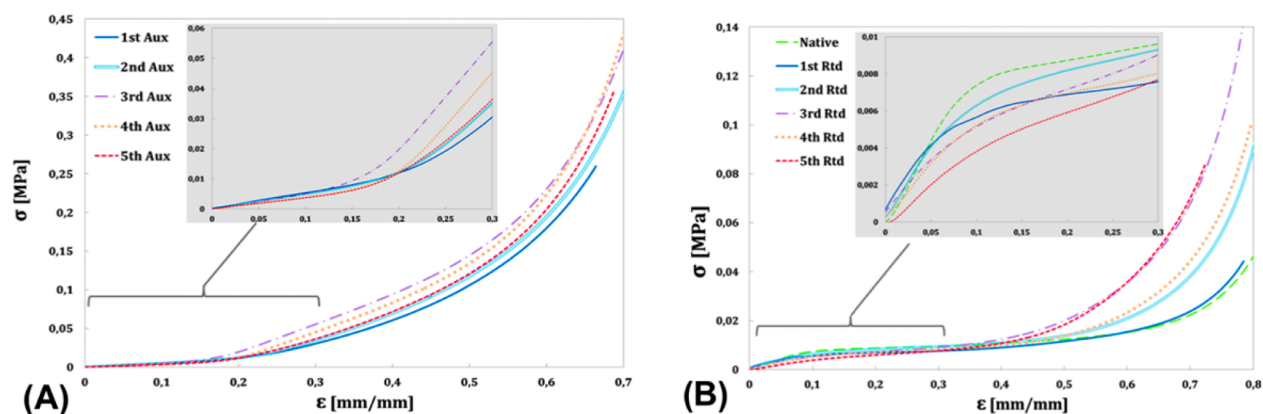 0,45
0,4
0,35
0,3
0,25
0,2
0,15
0,1
0,05
0
σ [MPa]
1st Aux
2nd Aux
3rd Aux
4th Aux
5th Aux
0,06
0,05
0,04
0,03
0,02
0,01
0
0 0,05 0,1 0,15 0,2 0,25 0,3
0 0,1 0,2 0,3 0,4 0,5 0,6 0,7
ε [mm/mm]
(A)
0,14
0,12
0,1
0,08
0,06
0,04
0,02
0
σ [MPa]
Native
1st Rtd
2nd Rtd
3rd Rtd
4th Rtd
5th Rtd
0,01
0,008
0,006
0,004
0,002
0
0 0,05 0,1 0,15 0,2 0,25 0,3
0 0,1 0,2 0,3 0,4 0,5 0,6 0,7 0,8
ε [mm/mm]
(B)